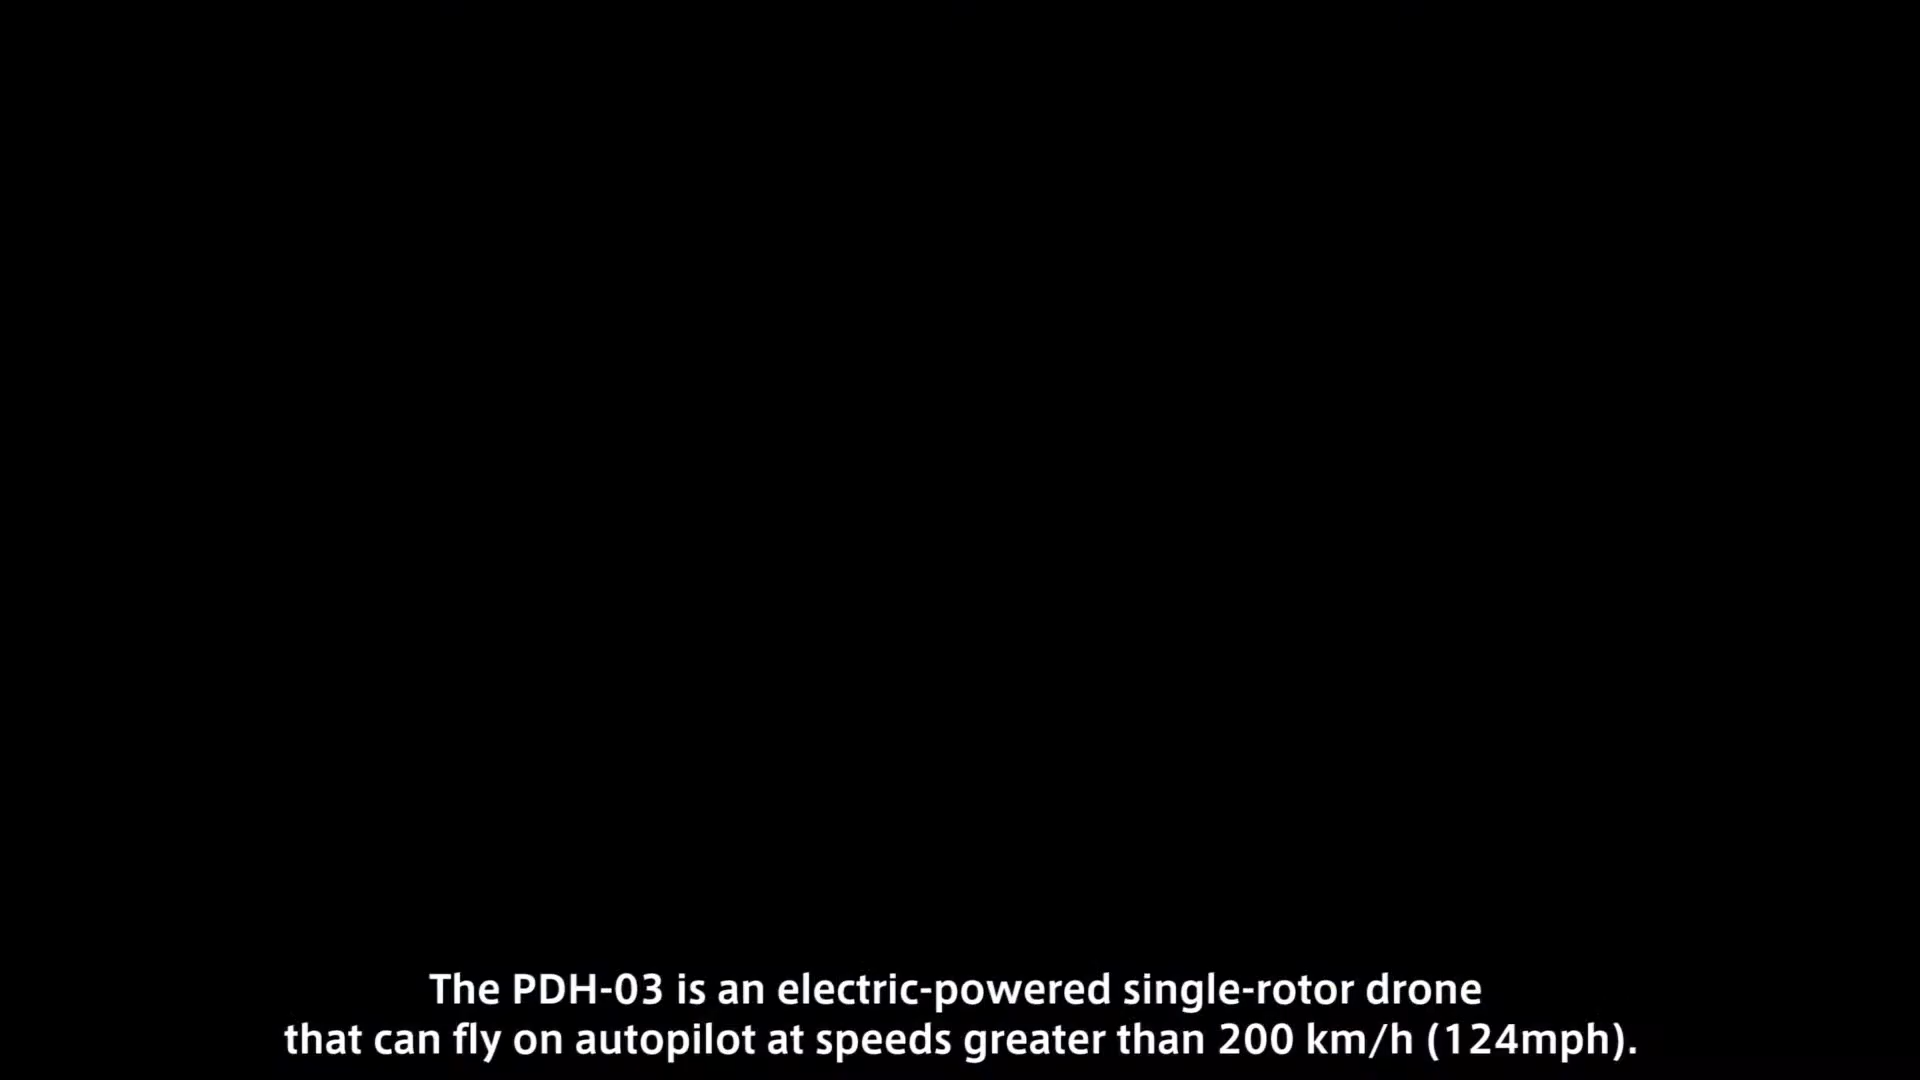 The PDH-03 is an electric-powered single-rotor drone
that can fly on autopilot at speeds greater than 200 km/h (124mph).